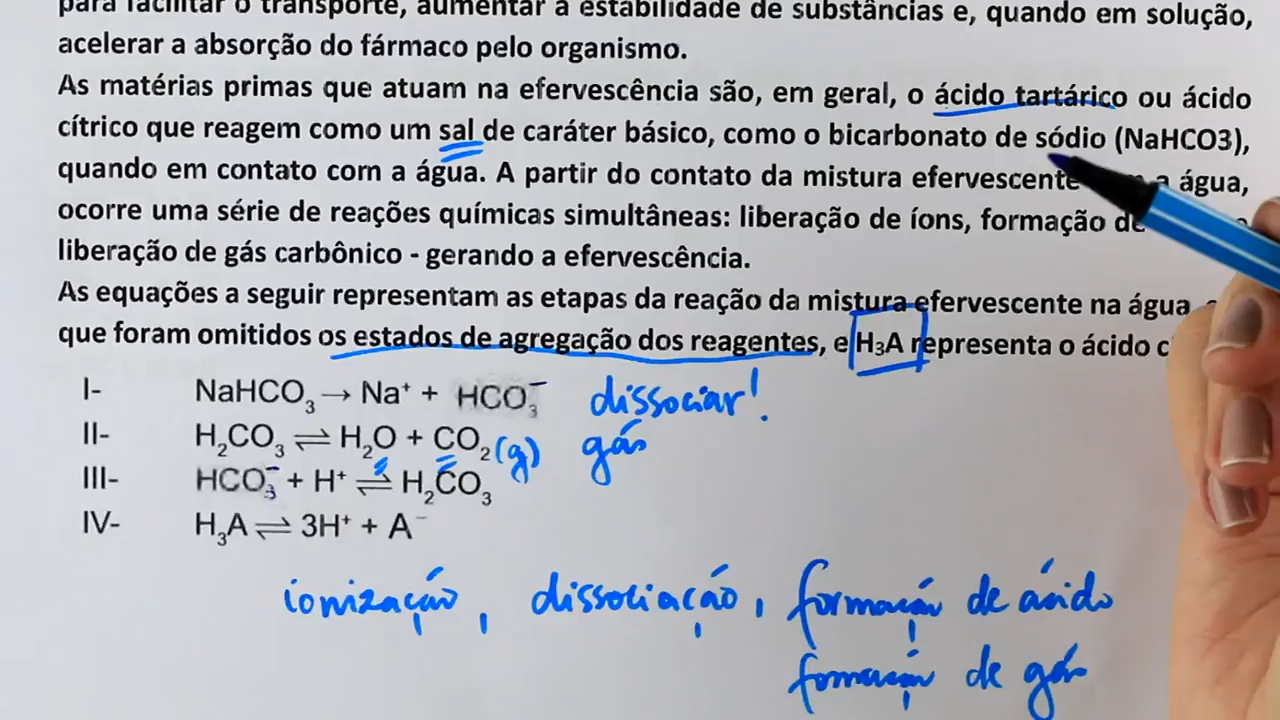 para facilitar o transporte, aumentar a estabilidade de substâncias e, quando em solução,
acelerar a absorção do fármaco pelo organismo.
As matérias primas que atuam na efervescência são, em geral, o ácido tartárico ou ácido
cítrico que reagem como um sal de caráter básico, como o bicarbonato de sódio (NaHCO3),
quando em contato com a água. A partir do contato da mistura efervescente a água,
ocorre uma série de reações químicas simultâneas: liberação de íons, formação de
liberação de gás carbônico - gerando a efervescência.
As equações a seguir representam as etapas da reação da mistura efervescente na água
que foram omitidos os estados de agregação dos reagentes, e H₃A representa o ácido
I- NaHCO₃ → Na⁺ + HCO₃⁻ dissociar!
II- H₂CO₃ ⇌ H₂O + CO₂(g) gás
III- HCO₃⁻ + H⁺ ⇌ H₂CO₃
IV- H₃A ⇌ 3H⁺ + A⁻
ionização, dissociação, formação de ácido
formação de gás